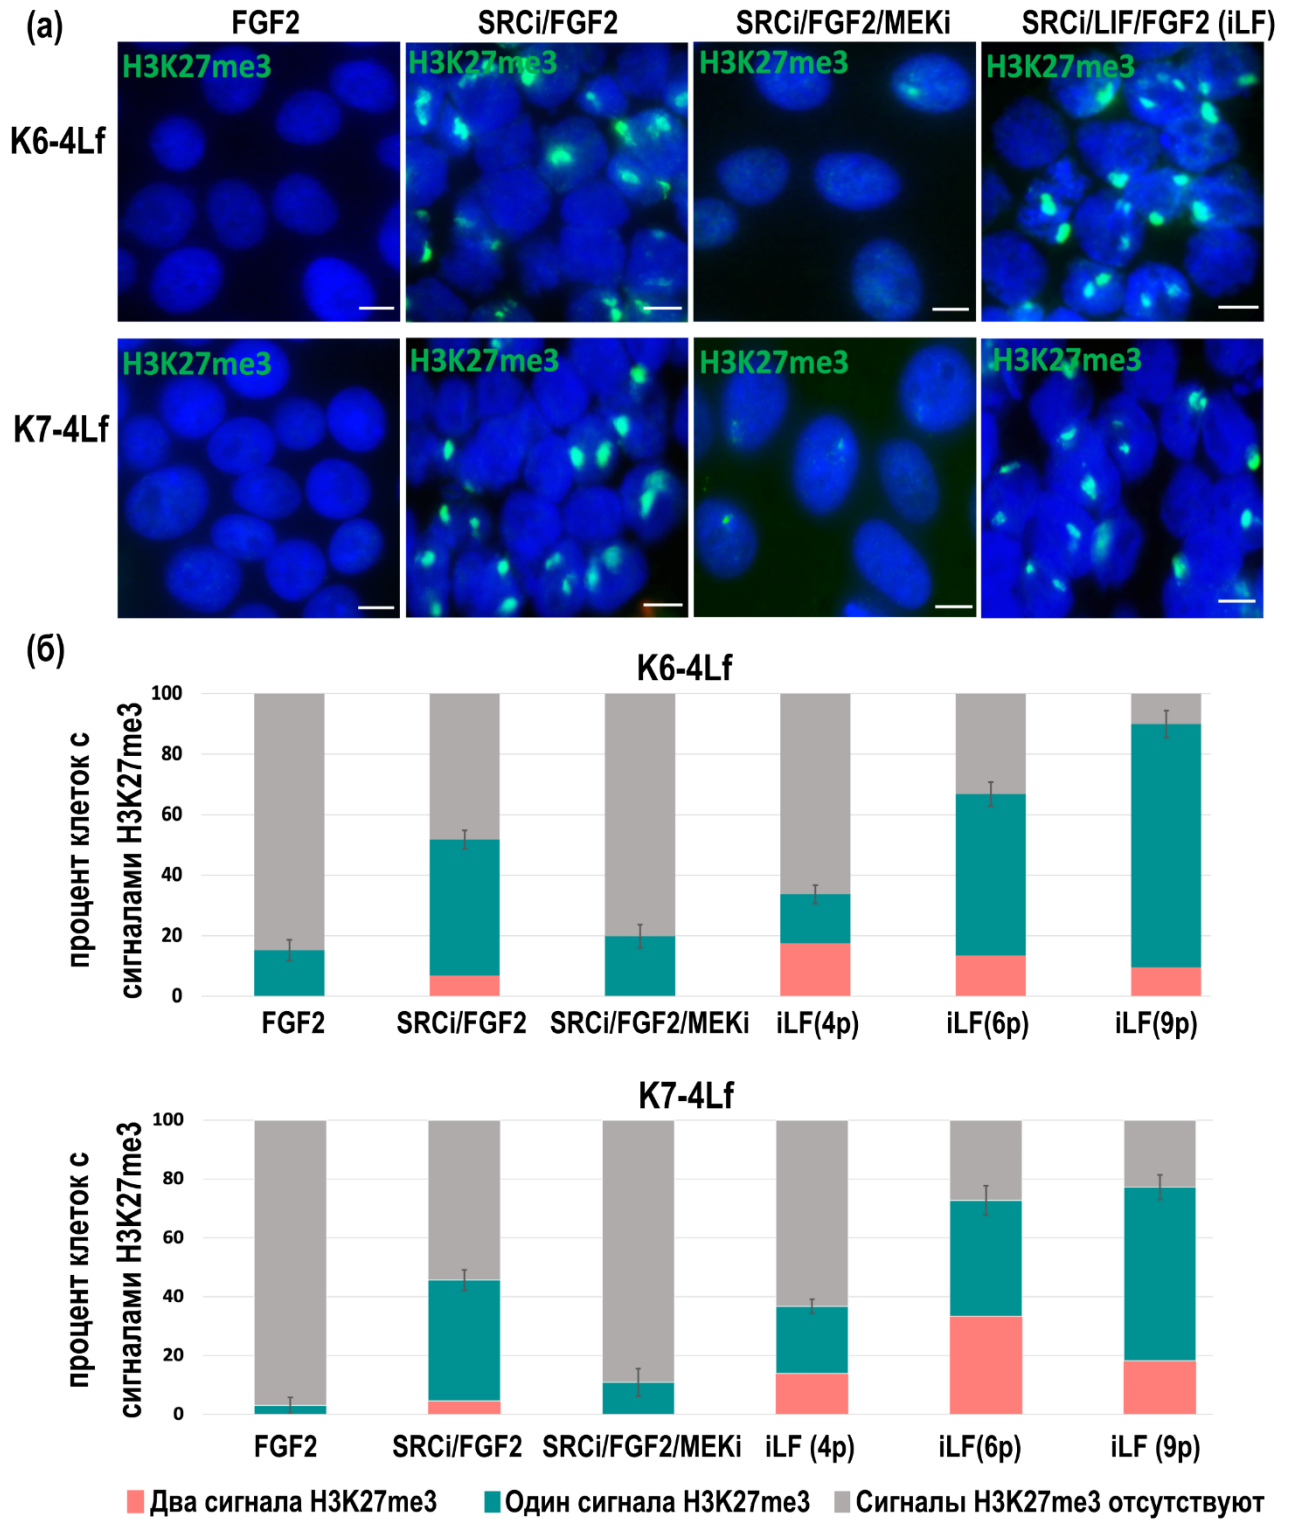 (а)
FGF2
SRCi/FGF2
SRCi/FGF2/MEKi
SRCi/LIF/FGF2 (iLF)
H3K27me3
H3K27me3
H3K27me3
H3K27me3
K6-4Lf
H3K27me3
H3K27me3
H3K27me3
H3K27me3
K7-4Lf
(б)
K6-4Lf
процент клеток с
сигналами H3K27me3
100
80
60
40
20
0
FGF2
SRCi/FGF2
SRCi/FGF2/MEKi
iLF(4p)
iLF(6p)
iLF(9p)
K7-4Lf
процент клеток с
сигналами H3K27me3
100
80
60
40
20
0
FGF2
SRCi/FGF2
SRCi/FGF2/MEKi
iLF (4p)
iLF(6p)
iLF (9p)
Два сигнала H3K27me3
Один сигнала H3K27me3
Сигналы H3K27me3 отсутствуют